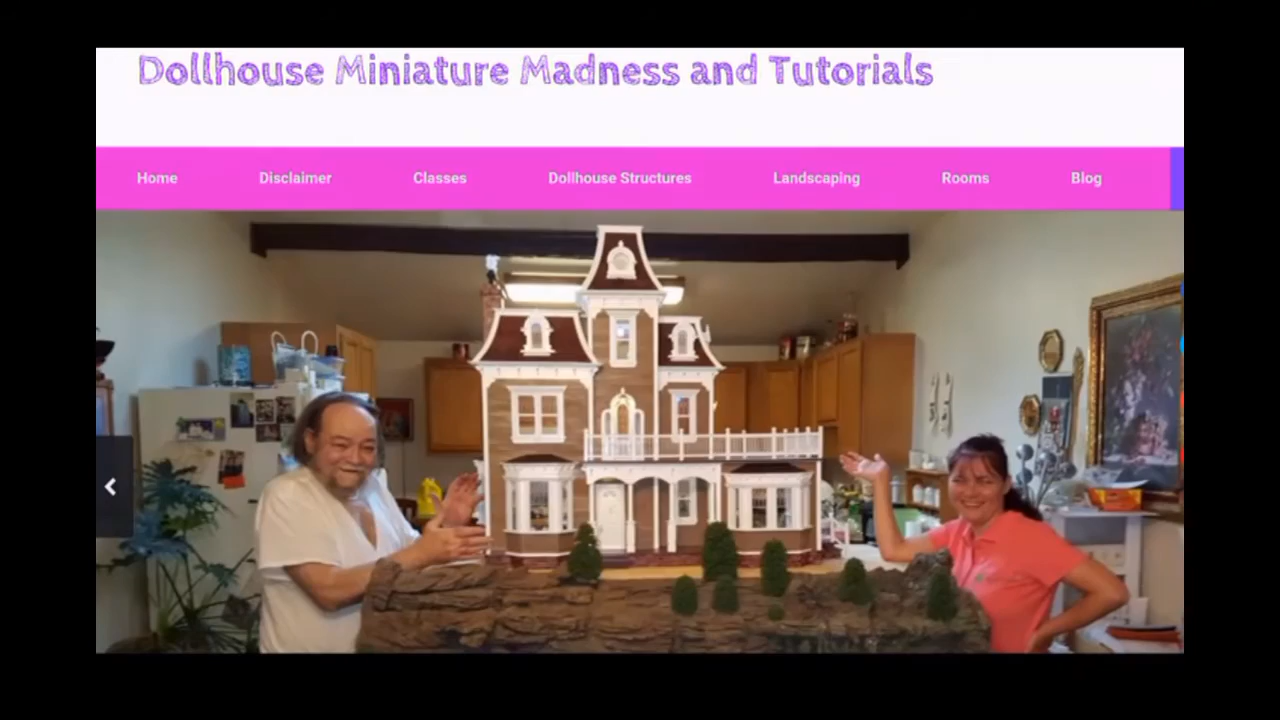 Dollhouse Miniature Madness and Tutorials
Home Disclaimer Classes Dollhouse Structures Landscaping Rooms Blog